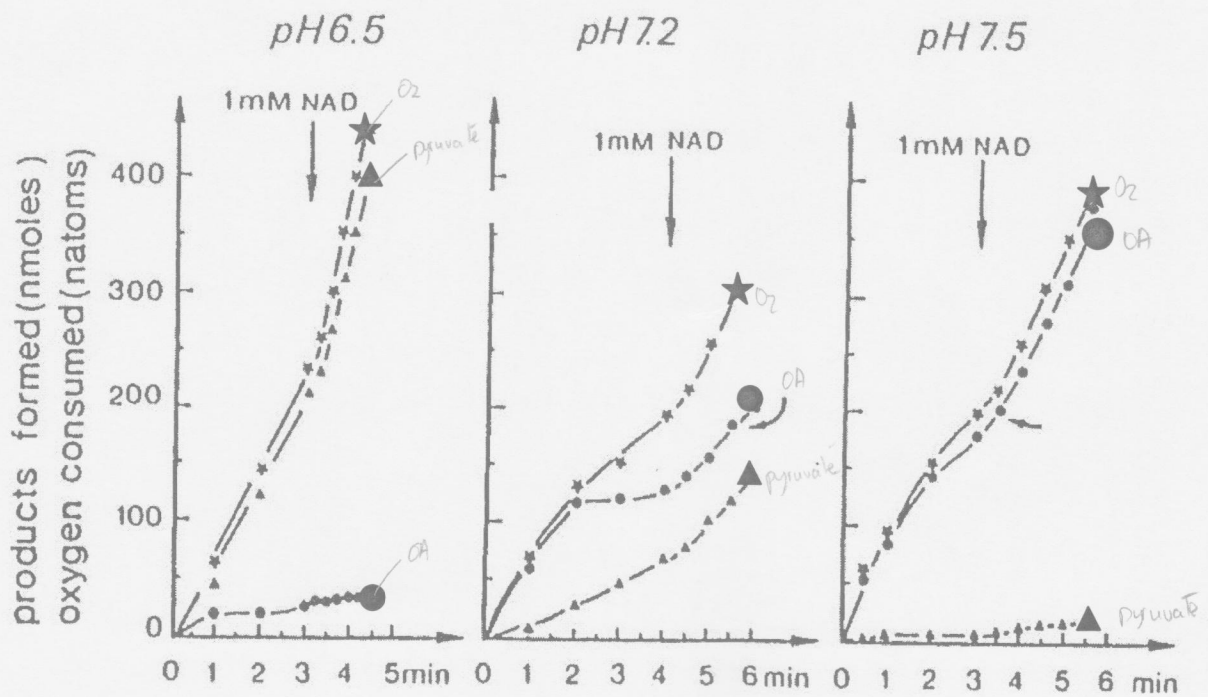 pH6.5
pH7.2
pH7.5
1mM NAD
O2
pyruvate
OA
1mM NAD
O2
OA
pyruvate
1mM NAD
O2
OA
pyruvate
products formed(nmoles)
oxygen consumed(natoms)
400
300
200
100
0
0 1 2 3 4 5min
0 1 2 3 4 5 6 min
0 1 2 3 4 5 6 min